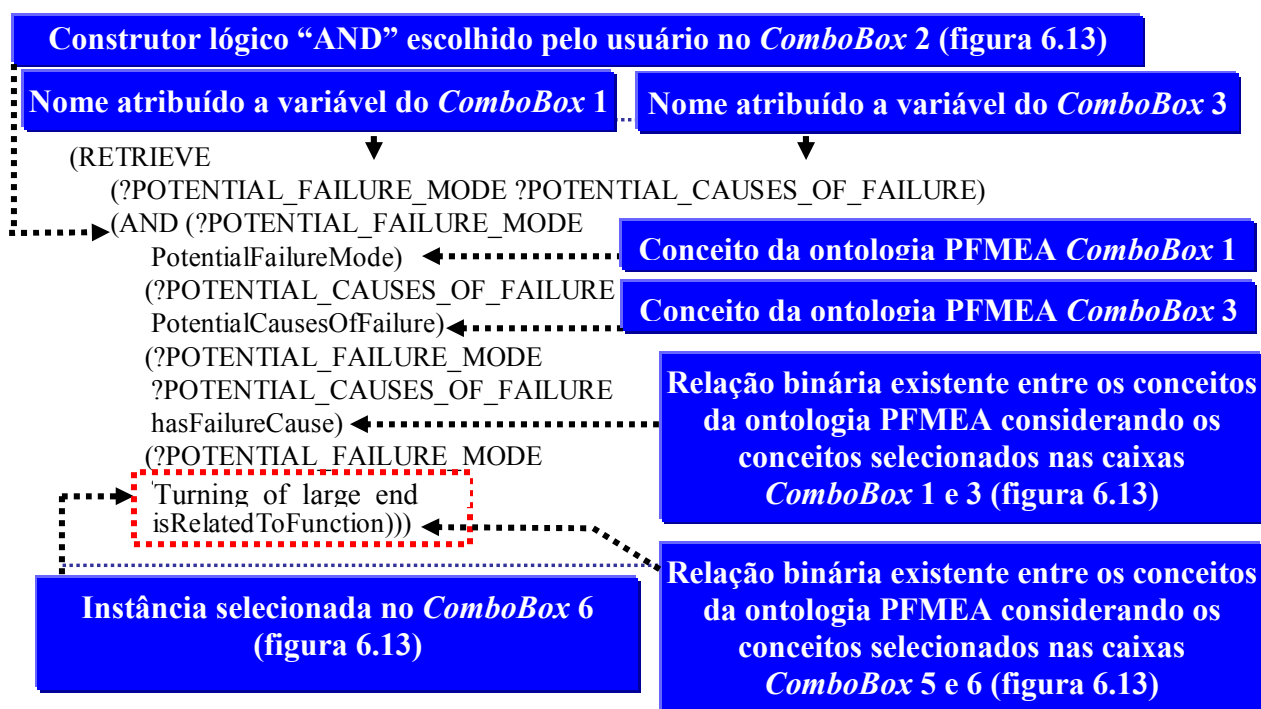 Construtor lógico “AND” escolhido pelo usuário no ComboBox 2 (figura 6.13)
Nome atribuído a variável do ComboBox 1
Nome atribuído a variável do ComboBox 3
(RETRIEVE
(?POTENTIAL_FAILURE_MODE ?POTENTIAL_CAUSES_OF_FAILURE)
(AND (?POTENTIAL_FAILURE_MODE
PotentialFailureMode)
Conceito da ontologia PFMEA ComboBox 1
(?POTENTIAL_CAUSES_OF_FAILURE
PotentialCausesOfFailure)
Conceito da ontologia PFMEA ComboBox 3
(?POTENTIAL_FAILURE_MODE
?POTENTIAL_CAUSES_OF_FAILURE
hasFailureCause)
Relação binária existente entre os conceitos
da ontologia PFMEA considerando os
conceitos selecionados nas caixas
ComboBox 1 e 3 (figura 6.13)
(?POTENTIAL_FAILURE_MODE
Turning_of_large_end
isRelatedToFunction)))
Instância selecionada no ComboBox 6
(figura 6.13)
Relação binária existente entre os conceitos
da ontologia PFMEA considerando os
conceitos selecionados nas caixas
ComboBox 5 e 6 (figura 6.13)